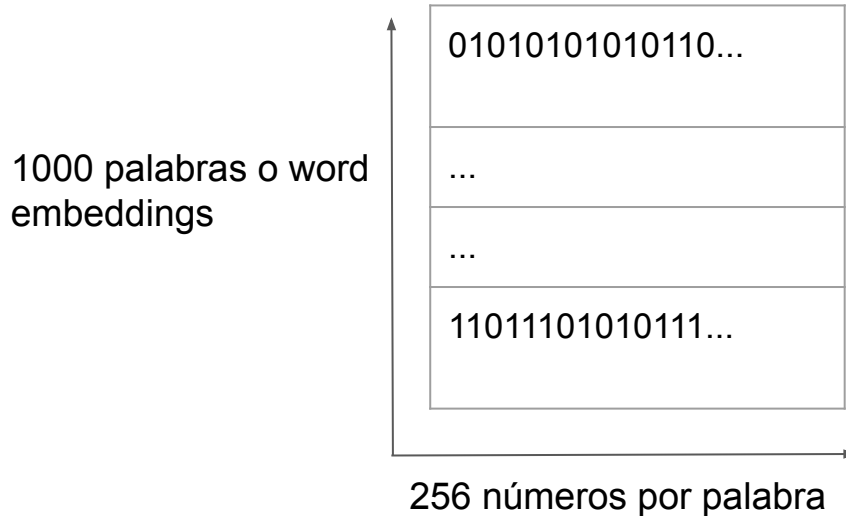 01010101010110...
1000 palabras o word
embeddings
...
...
11011101010111...
256 números por palabra